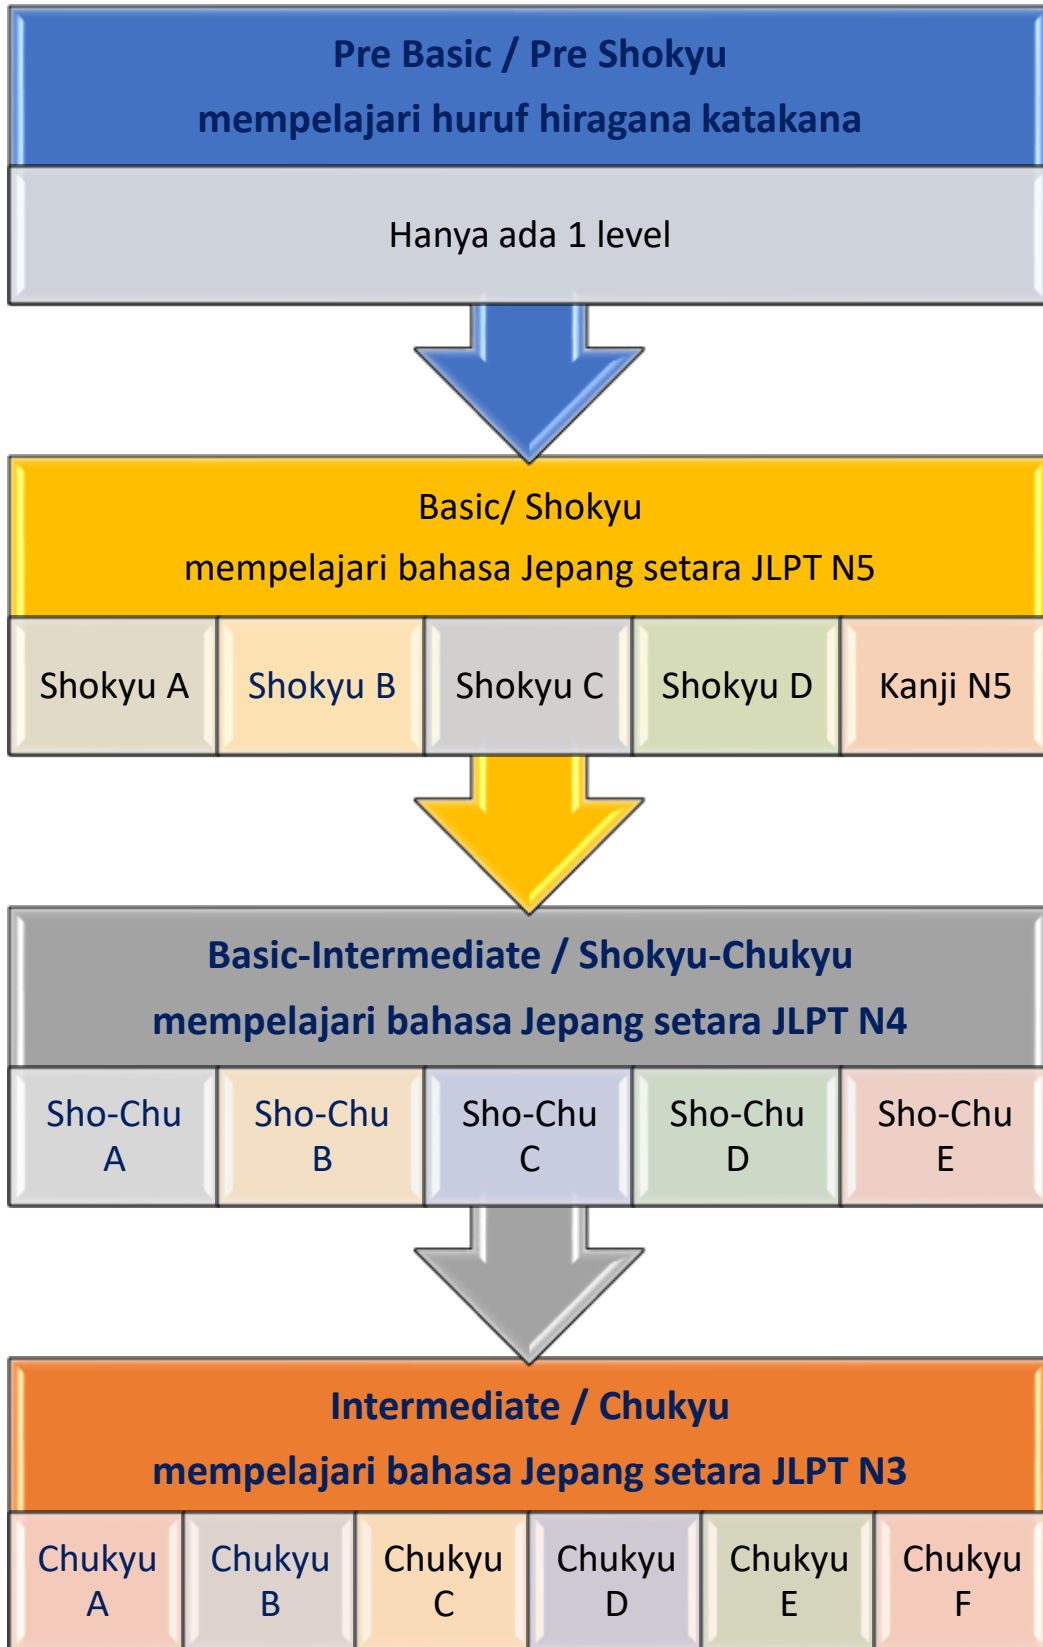 Pre Basic / Pre Shokyu
mempelajari huruf hiragana katakana
Hanya ada 1 level
Basic/ Shokyu
mempelajari bahasa Jepang setara JLPT N5
Shokyu A
Shokyu B
Shokyu C
Shokyu D
Kanji N5
Basic-Intermediate / Shokyu-Chukyu
mempelajari bahasa Jepang setara JLPT N4
Sho-Chu
A
Sho-Chu
B
Sho-Chu
C
Sho-Chu
D
Sho-Chu
E
Intermediate / Chukyu
mempelajari bahasa Jepang setara JLPT N3
Chukyu
A
Chukyu
B
Chukyu
C
Chukyu
D
Chukyu
E
Chukyu
F